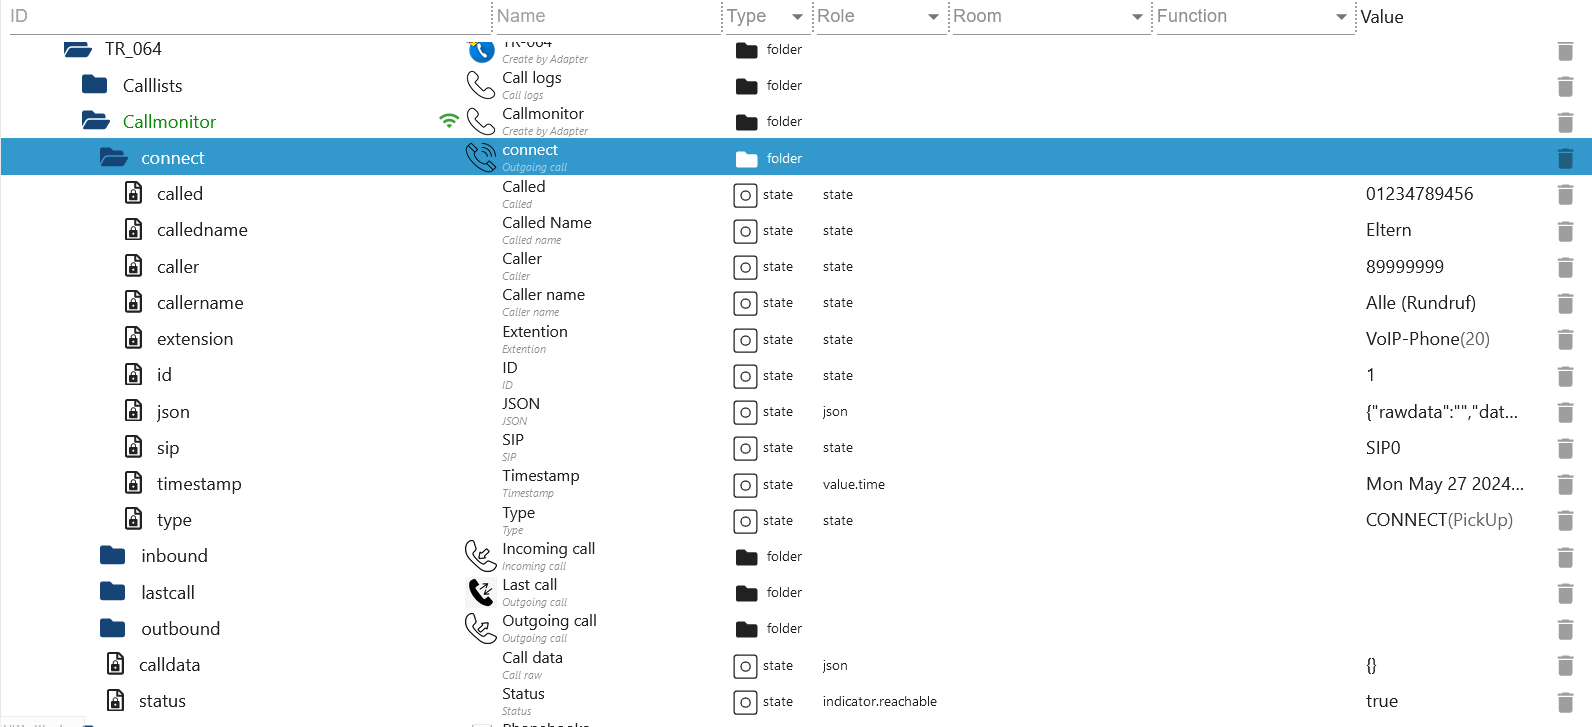 ID Name Type Role Room Function Value
TR_064 TR-064 folder
Create by Adapter
Calllists Call logs folder
Call logs
Callmonitor Callmonitor folder
Create by Adapter
connect connect folder
Outgoing call
called Called state state 01234789456
Called
calledname Called Name state state Eltern
Called name
caller Caller state state 89999999
Caller
callername Caller name state state Alle (Rundruf)
Caller name
extension Extention state state VoIP-Phone(20)
Extention
id ID state state 1
ID
json JSON state json {"rawdata":"","dat...
JSON
sip SIP state state SIP0
SIP
timestamp Timestamp state value.time Mon May 27 2024...
Timestamp
type Type state state CONNECT(PickUp)
Type
inbound Incoming call folder
Incoming call
lastcall Last call folder
Outgoing call
outbound Outgoing call folder
Outgoing call
calldata Call data state json {}
Call raw
status Status state indicator.reachable true
Status